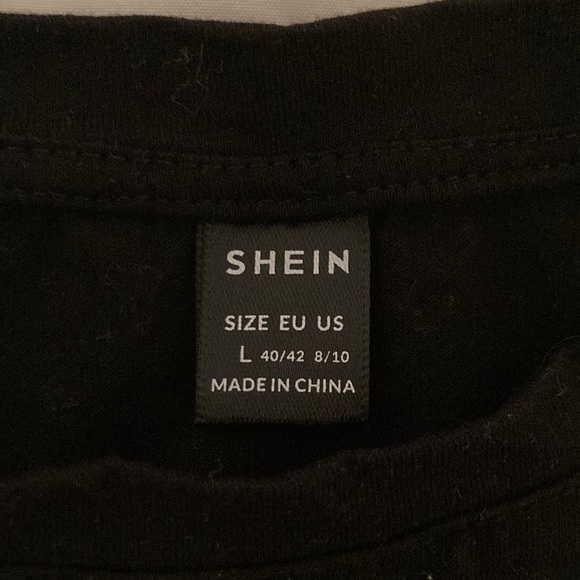 SHEIN
SIZE EU US
L 40/42 8/10
MADE IN CHINA